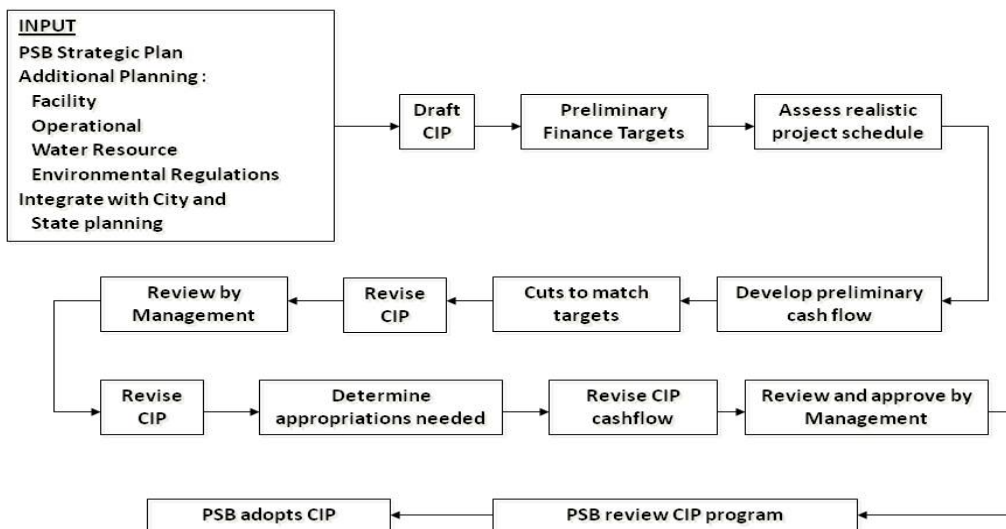 INPUT
PSB Strategic Plan
Additional Planning :
Facility
Operational
Water Resource
Environmental Regulations
Integrate with City and
State planning
Draft
CIP
Preliminary
Finance Targets
Assess realistic
project schedule
Develop preliminary
cash flow
Cuts to match
targets
Revise
CIP
Review by
Management
Revise
CIP
Determine
appropriations needed
Revise CIP
cashflow
Review and approve by
Management
PSB review CIP program
PSB adopts CIP